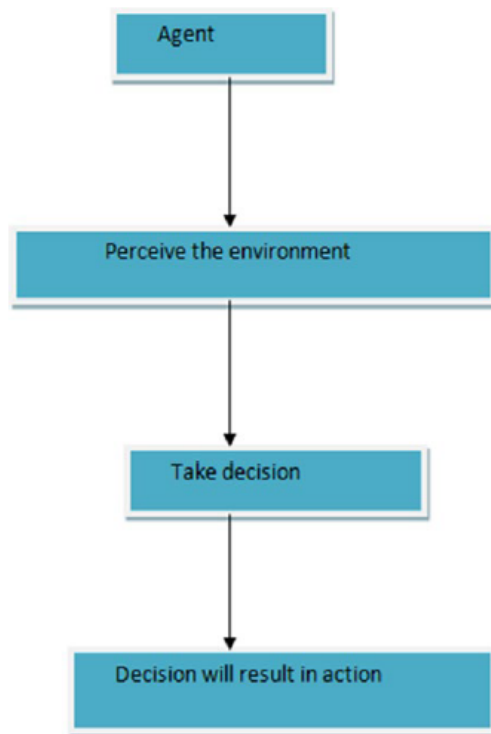 Agent
Perceive the environment
Take decision
Decision will result in action